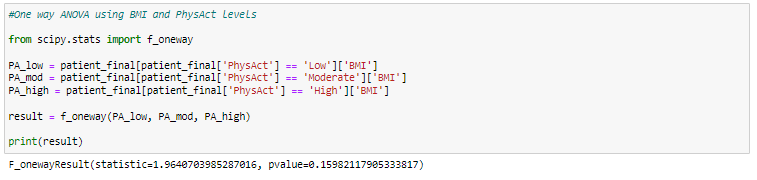 #One way ANOVA using BMI and PhysAct levels
from scipy.stats import f_oneway
PA_low = patient_final[patient_final['PhysAct'] == 'Low']['BMI']
PA_mod = patient_final[patient_final['PhysAct'] == 'Moderate']['BMI']
PA_high = patient_final[patient_final['PhysAct'] == 'High']['BMI']
result = f_oneway(PA_low, PA_mod, PA_high)
print(result)
F_onewayResult(statistic=1.9640703985287016, pvalue=0.15982117905333817)